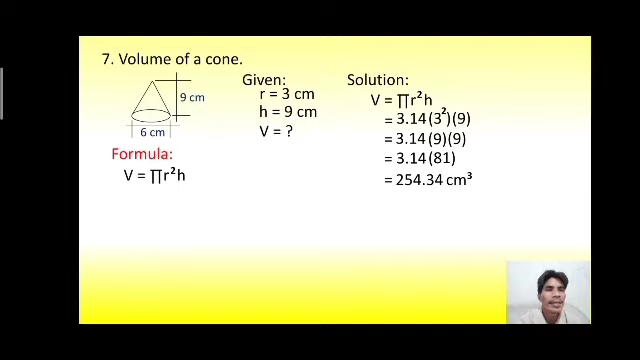 7. Volume of a cone.
9 cm
6 cm
Formula:
V = ∏r²h
Given:
r = 3 cm
h = 9 cm
V = ?
Solution:
V = ∏r²h
= 3.14 (3²)(9)
= 3.14 (9)(9)
= 3.14 (81)
= 254.34 cm³